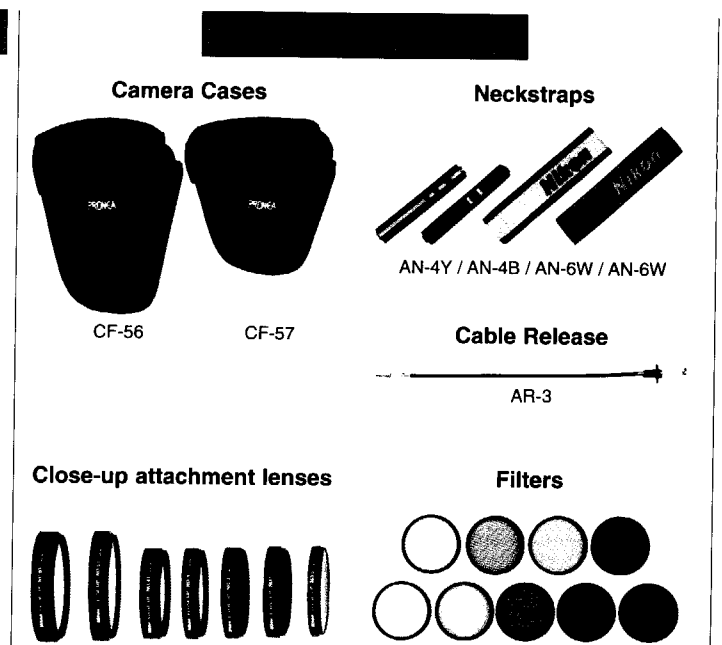 Camera Cases
Neckstraps
PRONEA
PRONEA
Nikon
Nikon
AN-4Y / AN-4B / AN-6W / AN-6W
CF-56
CF-57
Cable Release
AR-3
Close-up attachment lenses
Filters